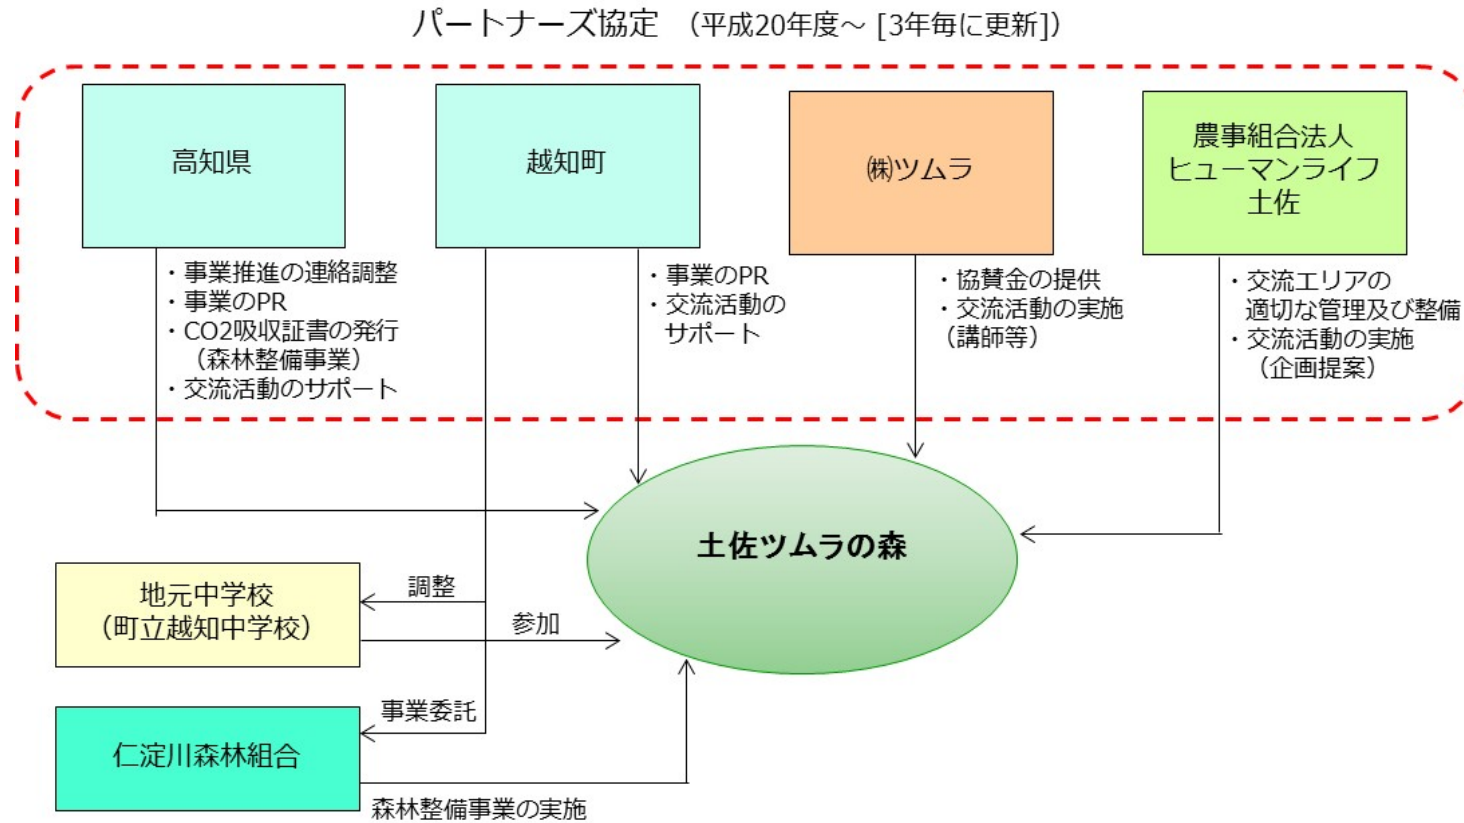 パートナーズ協定 （平成20年度～ [3年毎に更新]）
高知県
越知町
㈱ツムラ
農事組合法人
ヒューマンライフ
土佐
・事業推進の連絡調整
・事業のPR
・CO2吸収証書の発行
（森林整備事業）
・交流活動のサポート
・事業のPR
・交流活動の
サポート
・協賛金の提供
・交流活動の実施
（講師等）
・交流エリアの
適切な管理及び整備
・交流活動の実施
（企画提案）
土佐ツムラの森
地元中学校
（町立越知中学校）
調整
参加
事業委託
仁淀川森林組合
森林整備事業の実施